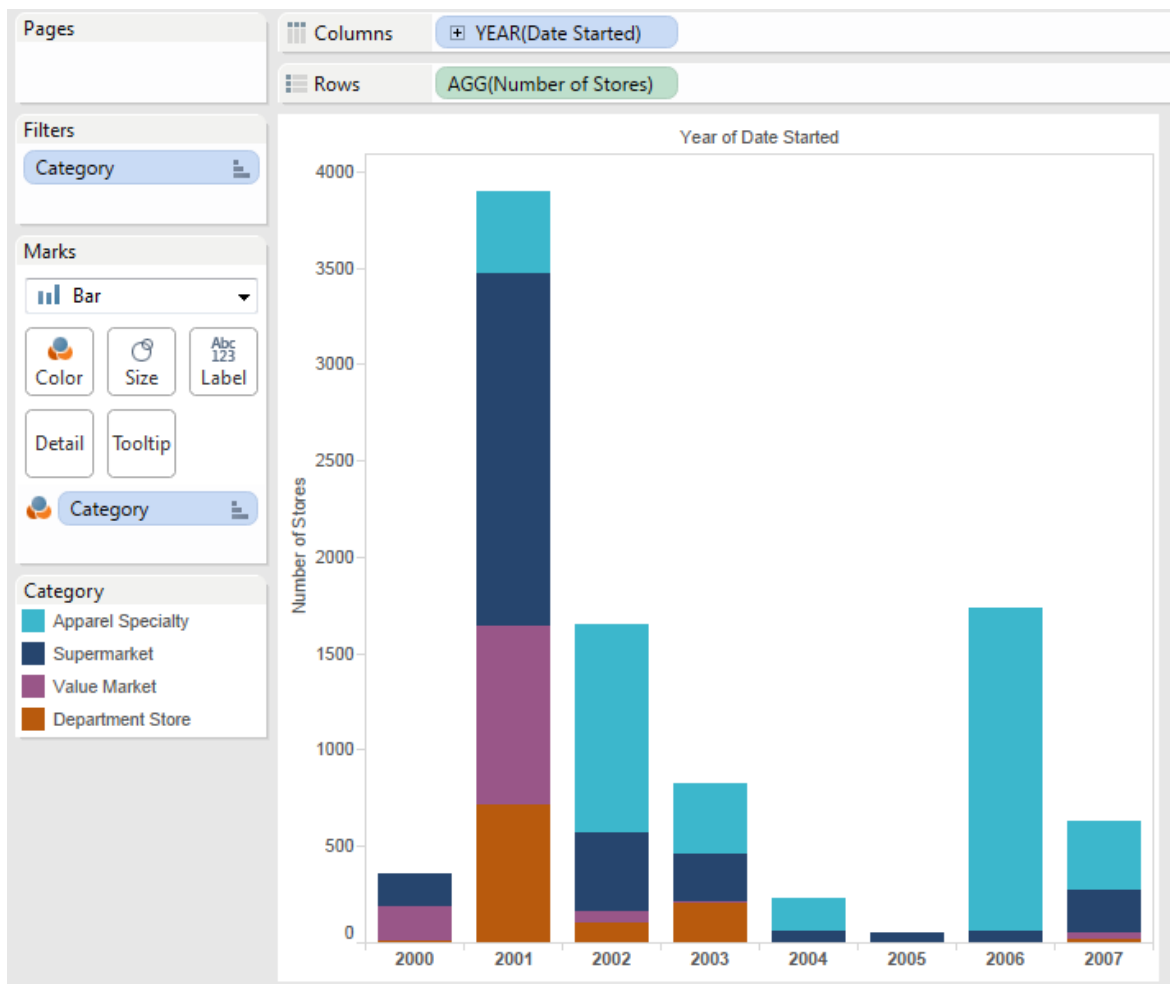 Pages
Columns
YEAR(Date Started)
Rows
AGG(Number of Stores)
Filters
Category
Marks
Bar
Color
Size
Abc
123
Label
Detail
Tooltip
Category
Category
Apparel Specialty
Supermarket
Value Market
Department Store
Year of Date Started
Number of Stores
4000
3500
3000
2500
2000
1500
1000
500
0
2000 2001 2002 2003 2004 2005 2006 2007